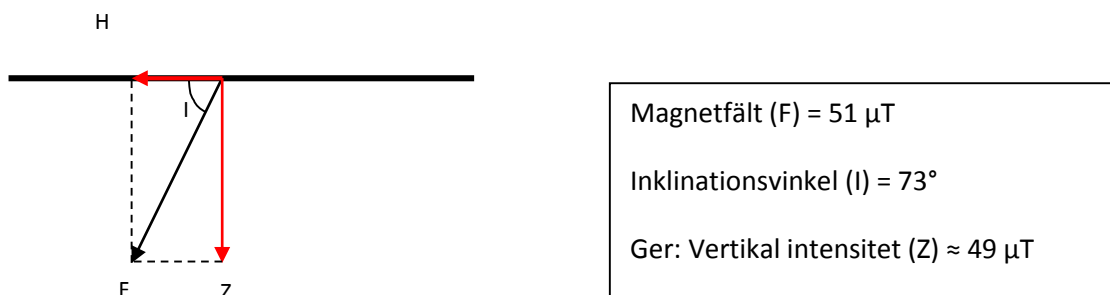 H
I
F
Z
Magnetfält (F) = 51 µT
Inklinationsvinkel (I) = 73°
Ger: Vertikal intensitet (Z) ≈ 49 µT